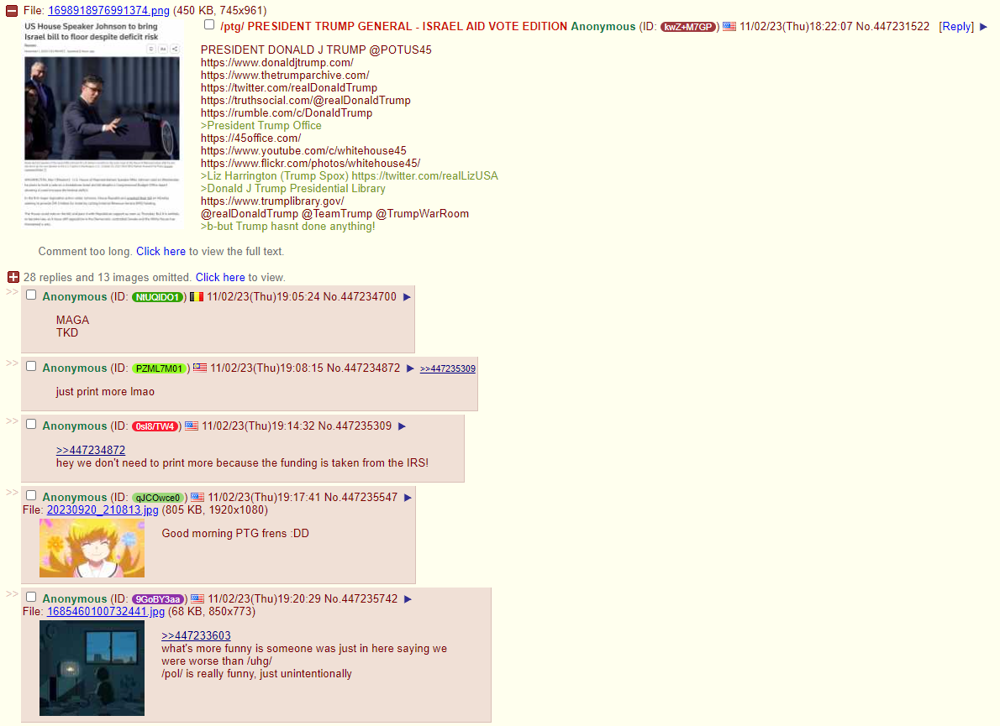 File: 1698918976991374.png (450 KB, 745x961)
US House Speaker Johnson to bring
Israel bill to floor despite deficit risk
/ptg/ PRESIDENT TRUMP GENERAL - ISRAEL AID VOTE EDITION Anonymous (ID: kwZ+M7GP) 11/02/23(Thu)18:22:07 No.447231522 [Reply] ▶
PRESIDENT DONALD J TRUMP @POTUS45
https://www.donaldjtrump.com/
https://www.thetrumparchive.com/
https://twitter.com/realDonaldTrump
https://truthsocial.com/@realDonaldTrump
https://rumble.com/c/DonaldTrump
>President Trump Office
https://45office.com/
https://www.youtube.com/c/whitehouse45
https://www.flickr.com/photos/whitehouse45/
>Liz Harrington (Trump Spox) https://twitter.com/realLizUSA
>Donald J Trump Presidential Library
https://www.trumplibrary.gov/
@realDonaldTrump @TeamTrump @TrumpWarRoom
>b-but Trump hasnt done anything!
Comment too long. Click here to view the full text.
28 replies and 13 images omitted. Click here to view.
>> Anonymous (ID: NfUQIDO1) 11/02/23(Thu)19:05:24 No.447234700 ▶
MAGA
TKD
>> Anonymous (ID: PZML7M01) 11/02/23(Thu)19:08:15 No.447234872 ▶ >>447235309
just print more lmao
>> Anonymous (ID: 0sI8/TW4) 11/02/23(Thu)19:14:32 No.447235309 ▶
>>447234872
hey we don't need to print more because the funding is taken from the IRS!
>> Anonymous (ID: qJCOwce0) 11/02/23(Thu)19:17:41 No.447235547 ▶
File: 20230920_210813.jpg (805 KB, 1920x1080)
Good morning PTG frens :DD
>> Anonymous (ID: 9GoBY3aa) 11/02/23(Thu)19:20:29 No.447235742 ▶
File: 1685460100732441.jpg (68 KB, 850x773)
>>447233603
what's more funny is someone was just in here saying we
were worse than /uhg/
/pol/ is really funny, just unintentionally